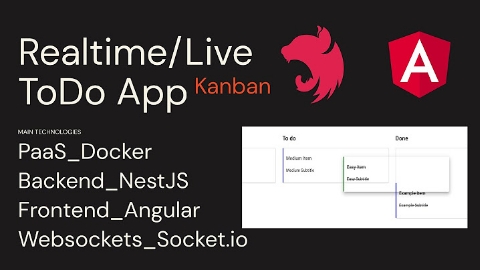 Realtime/Live
ToDo App Kanban
MAIN TECHNOLOGIES
PaaS_Docker
Backend_NestJS
Frontend_Angular
Websockets_Socket.io
A
To do
Done
Medium Item
Medium Subtitle
Easy Item
Easy Subtitle
Example Item
Example Subtitle